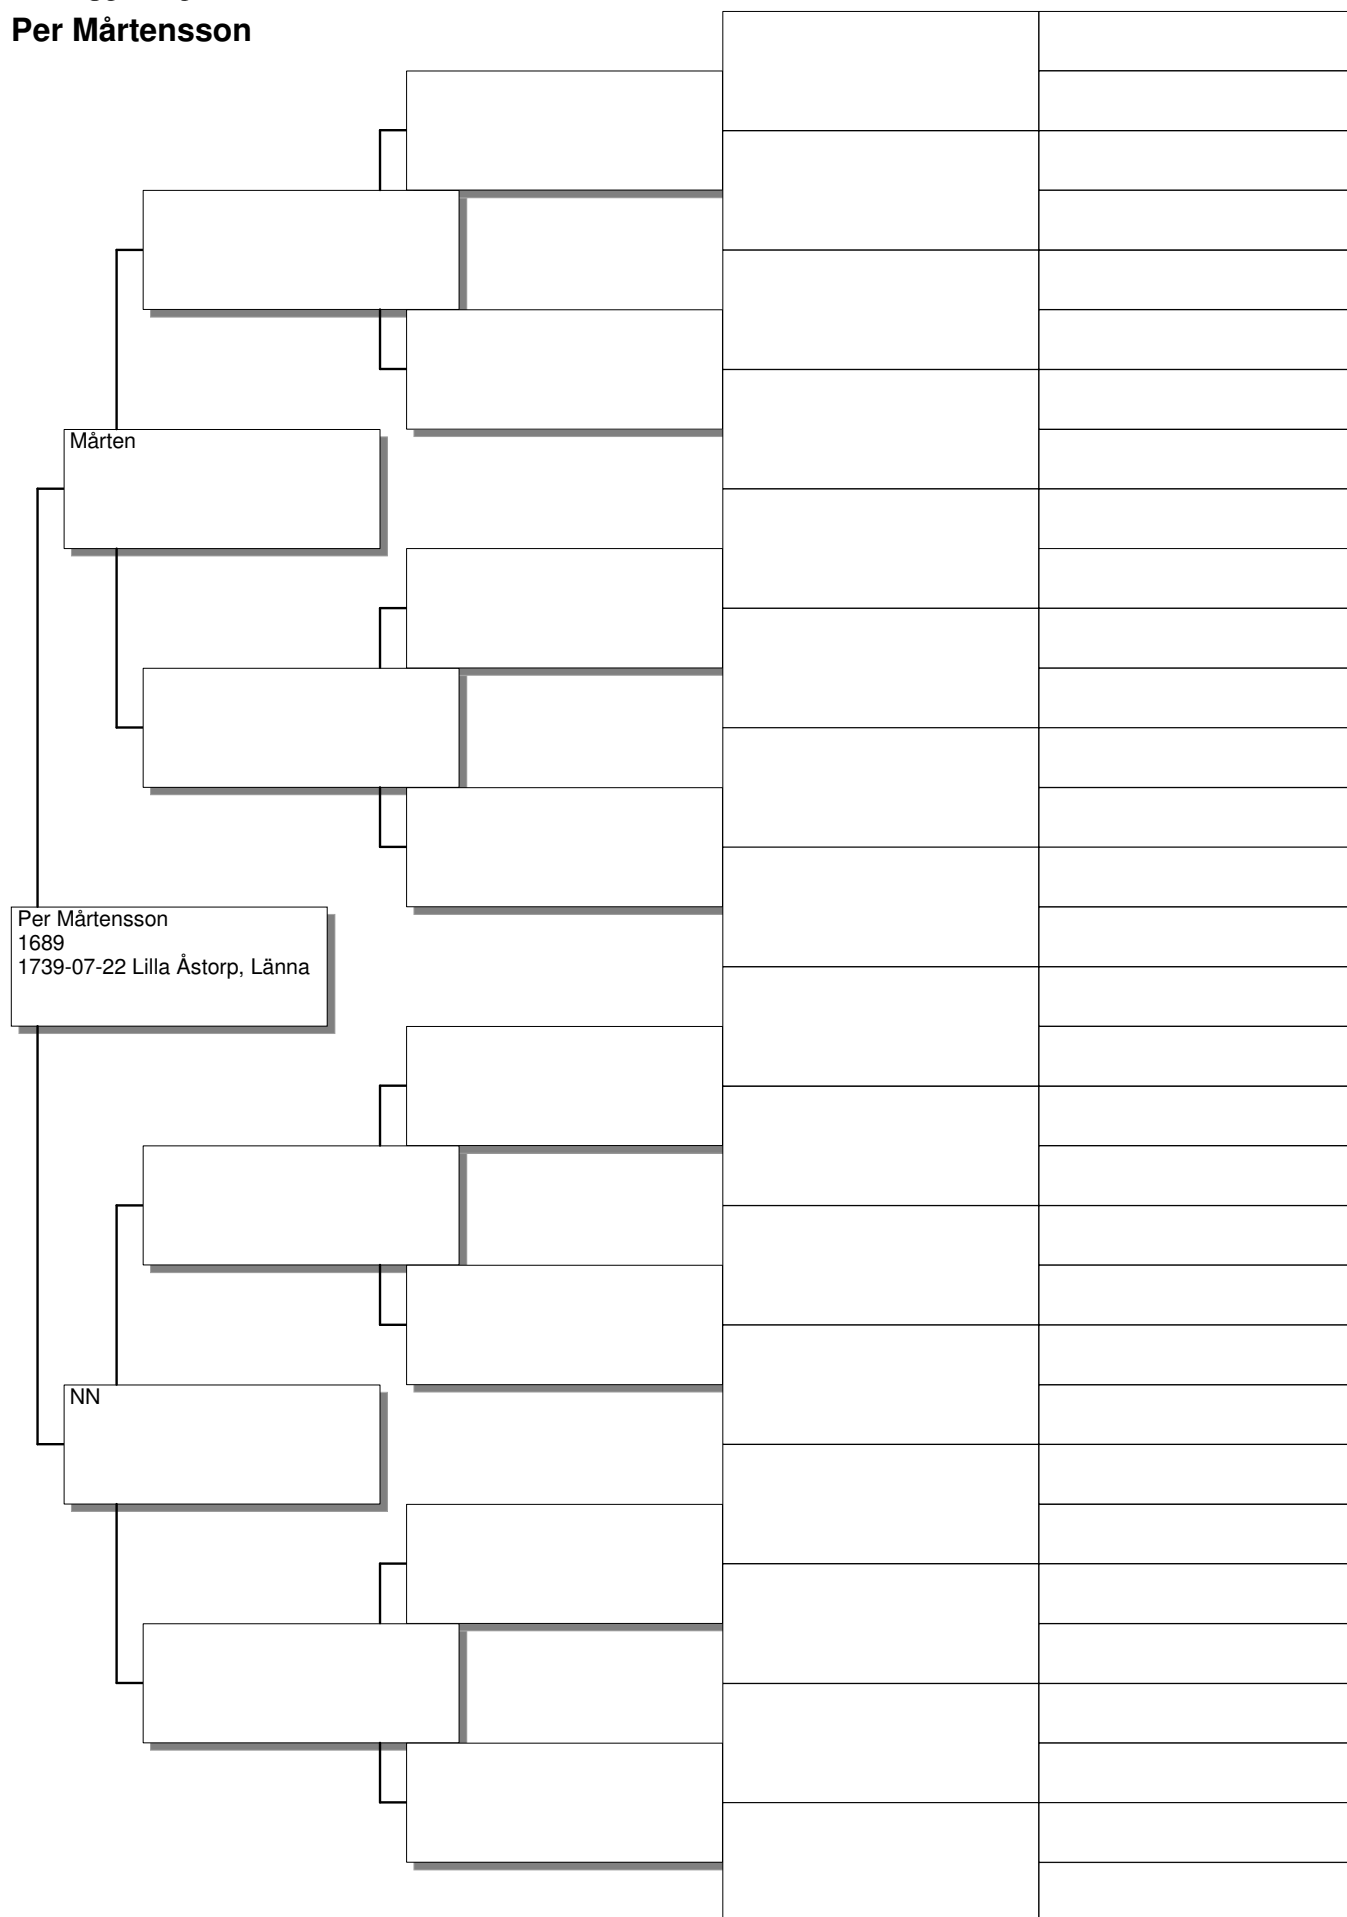 Per Mårtensson
Mårten
Per Mårtensson
1689
1739-07-22 Lilla Åstorp, Länna
NN